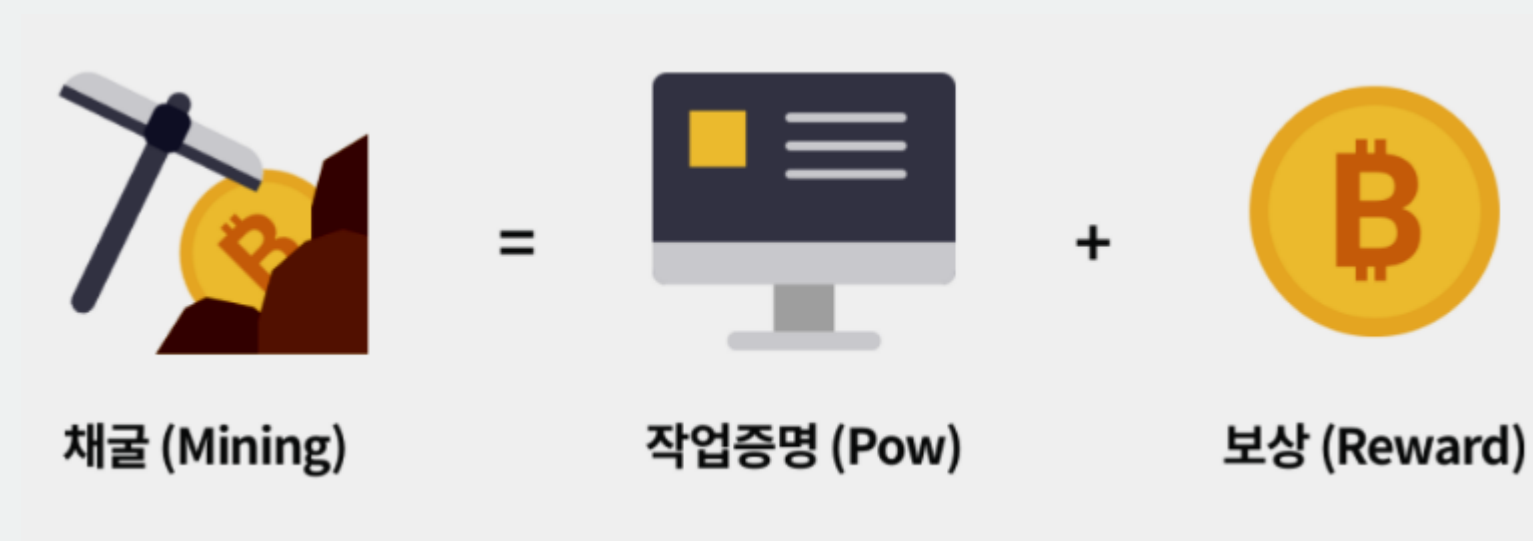 =
+
채굴 (Mining)
작업증명 (Pow)
보상 (Reward)